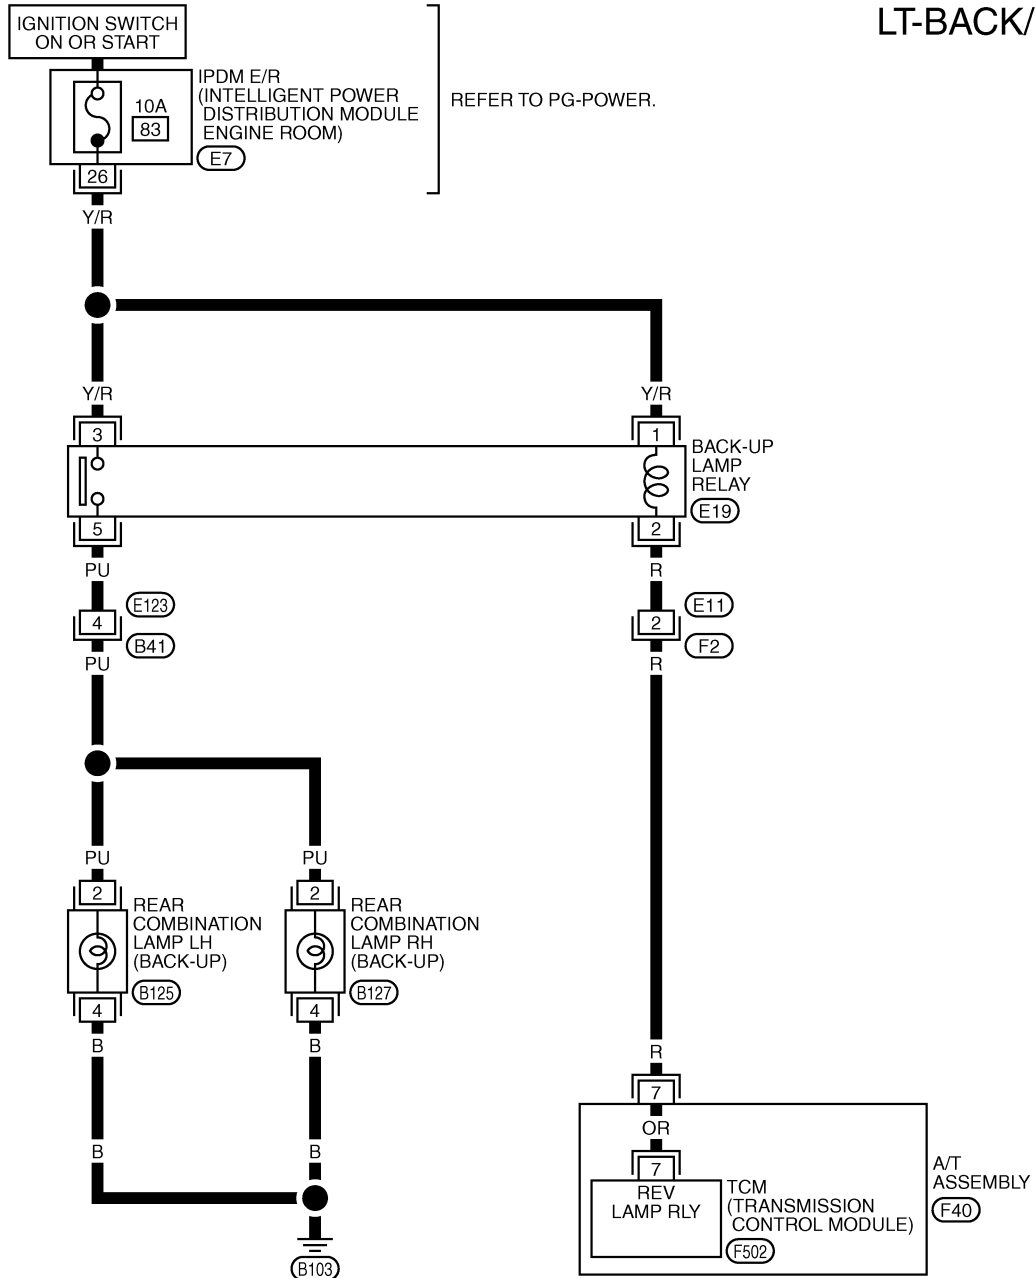 LT-BACK/
IGNITION SWITCH
ON OR START
IPDM E/R
(INTELLIGENT POWER
DISTRIBUTION MODULE
ENGINE ROOM)
E7
10A
83
REFER TO PG-POWER.
26
Y/R
Y/R
Y/R
3
1
BACK-UP
LAMP
RELAY
E19
5
2
PU
R
E123
4
B41
E11
2
F2
PU
R
PU
PU
2
2
REAR
COMBINATION
LAMP LH
(BACK-UP)
B125
REAR
COMBINATION
LAMP RH
(BACK-UP)
B127
4
4
B
B
R
7
OR
7
B
B
REV
LAMP RLY
TCM
(TRANSMISSION
CONTROL MODULE)
F502
A/T
ASSEMBLY
F40
B103